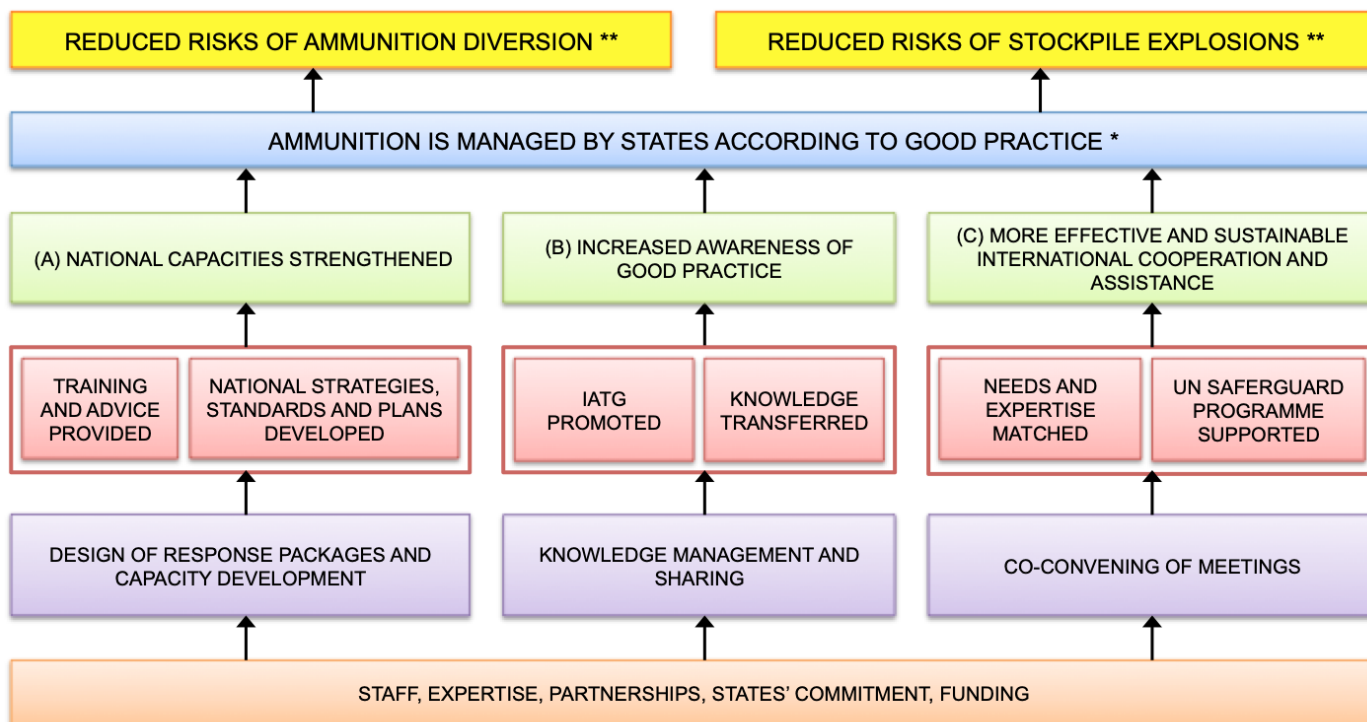 REDUCED RISKS OF AMMUNITION DIVERSION **
REDUCED RISKS OF STOCKPILE EXPLOSIONS **
AMMUNITION IS MANAGED BY STATES ACCORDING TO GOOD PRACTICE *
(A) NATIONAL CAPACITIES STRENGTHENED
(B) INCREASED AWARENESS OF
GOOD PRACTICE
(C) MORE EFFECTIVE AND SUSTAINABLE
INTERNATIONAL COOPERATION AND
ASSISTANCE
TRAINING
AND ADVICE
PROVIDED
NATIONAL STRATEGIES,
STANDARDS AND PLANS
DEVELOPED
IATG
PROMOTED
KNOWLEDGE
TRANSFERRED
NEEDS AND
EXPERTISE
MATCHED
UN SAFERGUARD
PROGRAMME
SUPPORTED
DESIGN OF RESPONSE PACKAGES AND
CAPACITY DEVELOPMENT
KNOWLEDGE MANAGEMENT AND
SHARING
CO-CONVENING OF MEETINGS
STAFF, EXPERTISE, PARTNERSHIPS, STATES’ COMMITMENT, FUNDING